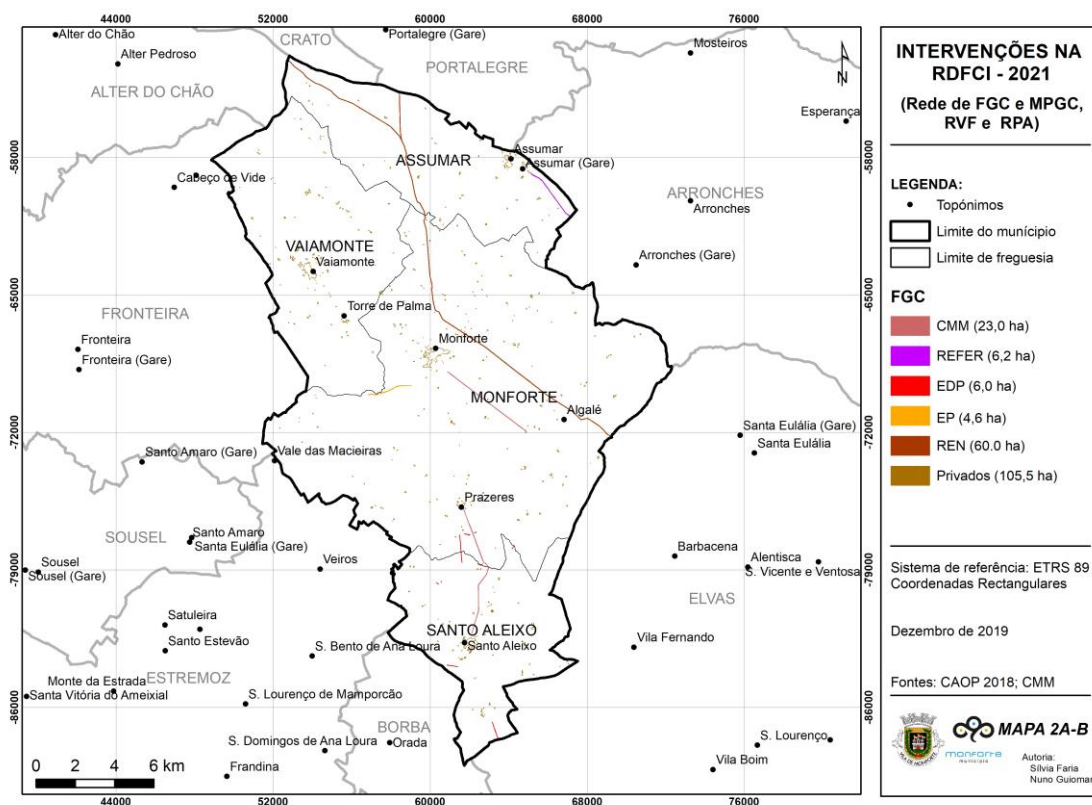 44000 52000 60000 68000 76000
Alter do Chão
CRATO
Portalegre (Gare)
Alter Pedroso
Mosteiros
PORTALEGRE
N
ALTER DO CHÃO
Esperança
-58000
Assumar
ASSUMAR
Assumar (Gare)
-58000
Cabeço de Vide
ARRONCHES
Arronches
VAIAMONTE
Vaiamonte
Arronches (Gare)
-65000
-65000
Torre de Palma
FRONTEIRA
Fronteira
Monforte
Fronteira (Gare)
MONFORTE
Algalé
-72000
Santa Eulália (Gare)
-72000
Santa Eulália
Santo Amaro (Gare)
Vale das Macieiras
Prazeres
SOUSEL
Santo Amaro
Santa Eulália (Gare)
Barbacena
Alentisca
-79000
Sousel
Sousel (Gare)
Veiros
S. Vicente e Ventosa
-79000
ELVAS
Satuleira
SANTO ALEIXO
Santo Estevão
S. Bento de Ana Loura
Santo Aleixo
Vila Fernando
ESTREMOZ
Monte da Estrada
Santa Vitória do Ameixial
S. Lourenço de Mamporcão
-86000
-86000
BORBA
S. Domingos de Ana Loura
Orada
S. Lourenço
Frandina
Vila Boim
0 2 4 6 km
44000 52000 60000 68000 76000
INTERVENÇÕES NA
RDFCI - 2021
(Rede de FGC e MPGC,
RVF e RPA)
LEGENDA:
Topónimos
Limite do munícipio
Limite de freguesia
FGC
CMM (23,0 ha)
REFER (6,2 ha)
EDP (6,0 ha)
EP (4,6 ha)
REN (60.0 ha)
Privados (105,5 ha)
Sistema de referência: ETRS 89
Coordenadas Rectangulares
Dezembro de 2019
Fontes: CAOP 2018; CMM
VILA DE MONFORTE
monforte
município
MAPA 2A-B
Autoria:
Sílvia Faria
Nuno Guiomar